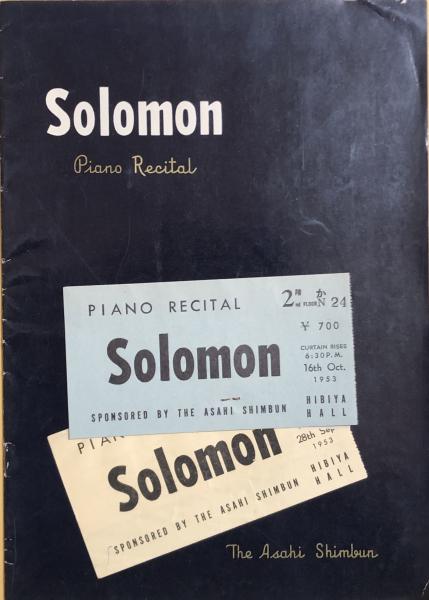 Solomon
Piano Recital
PIANO RECITAL
2階 か
nd FLOOR N 24
¥ 700
Solomon
CURTAIN RISES
6:30 P.M.
16th Oct.
1953
SPONSORED BY THE ASAHI SHIMBUN
HIBIYA
HALL
Solomon
28th Sep
1953
SPONSORED BY THE ASAHI SHIMBUN
HIBIYA
HALL
The Asahi Shimbun